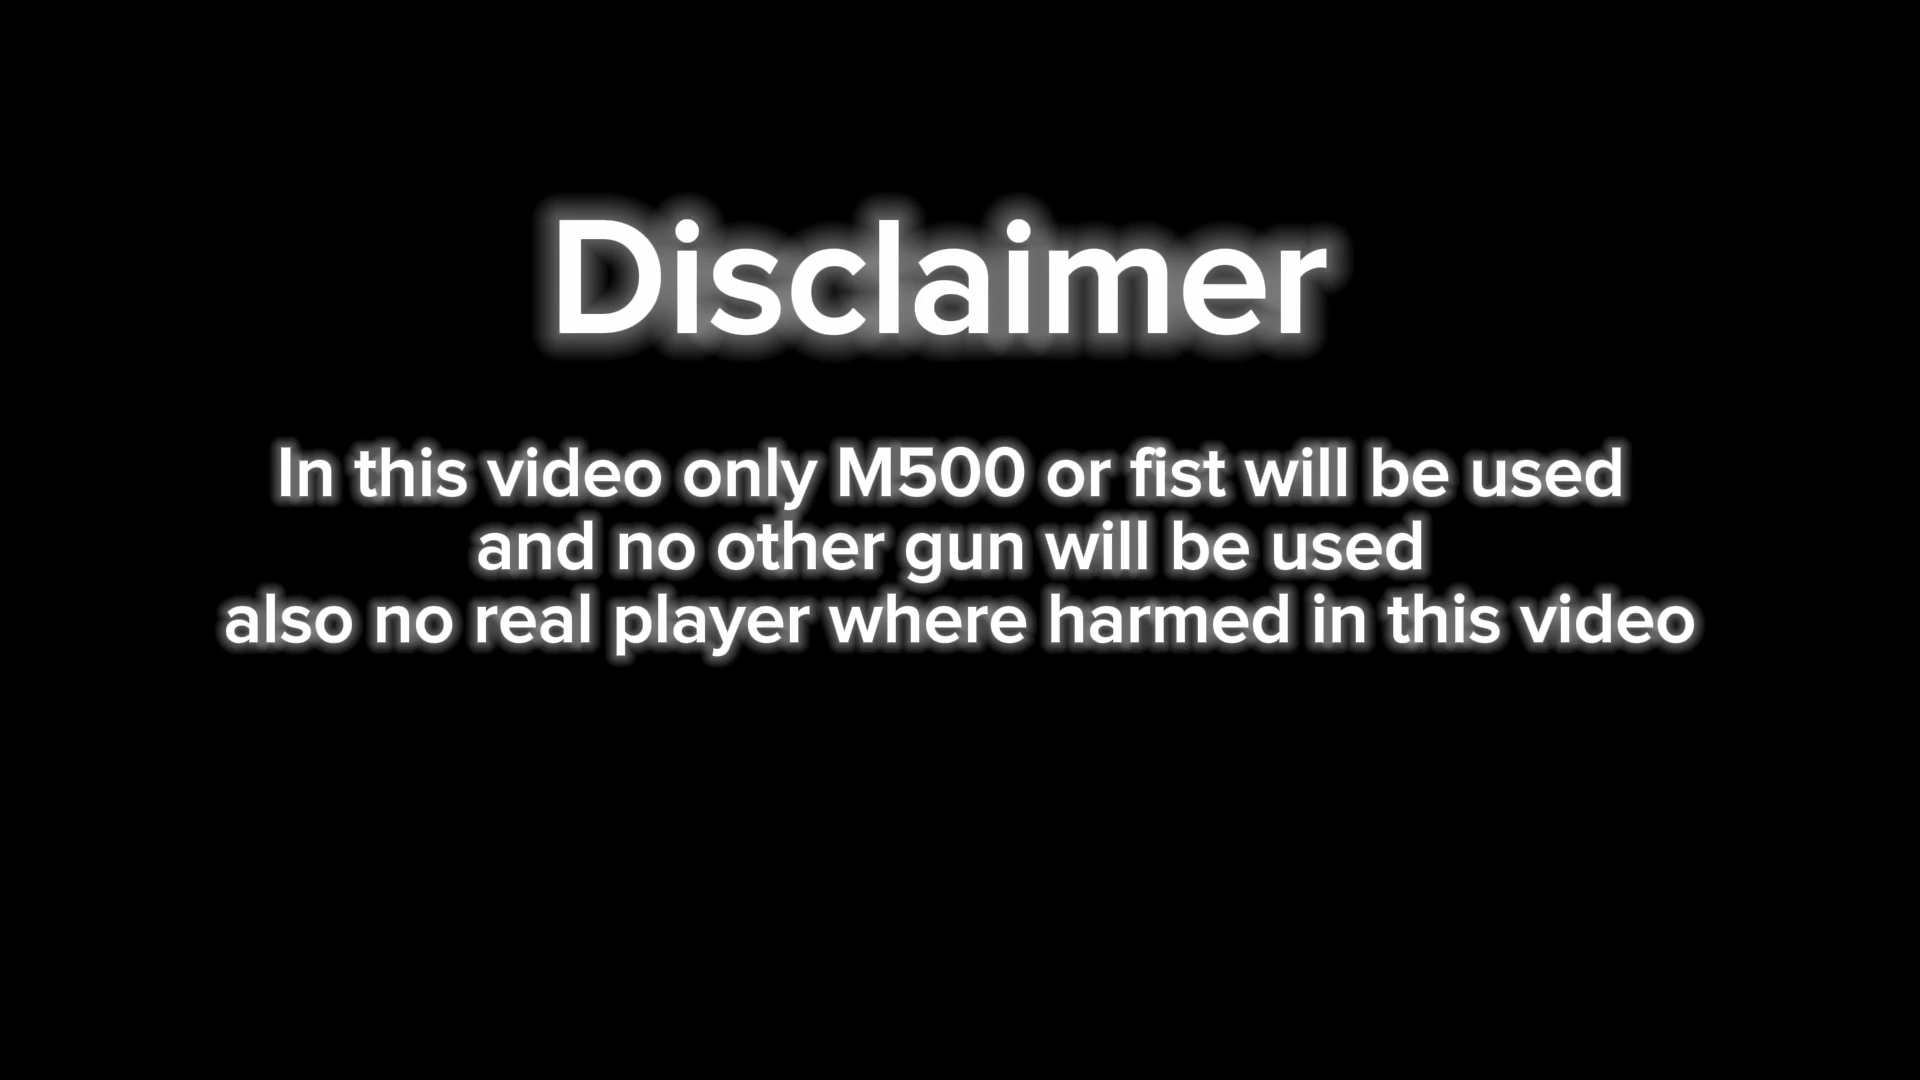 Disclaimer
In this video only M500 or fist will be used
and no other gun will be used
also no real player where harmed in this video